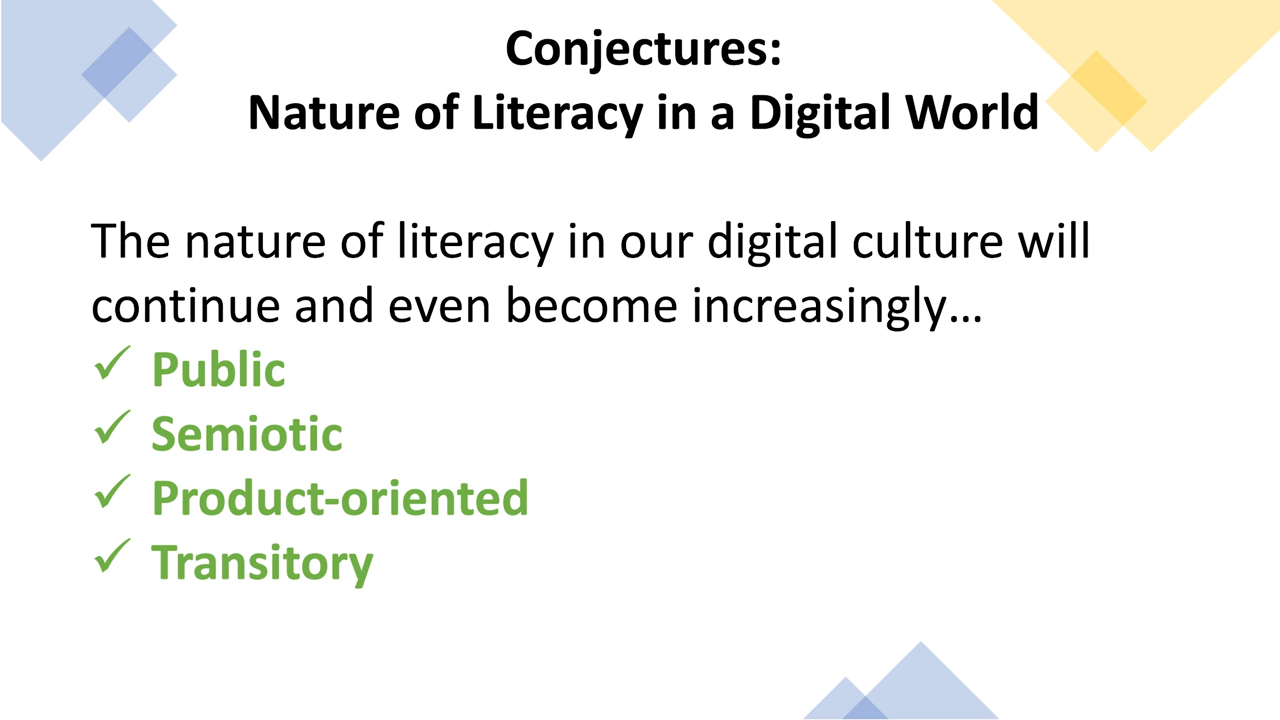 Conjectures:
Nature of Literacy in a Digital World
The nature of literacy in our digital culture will
continue and even become increasingly…
✓ Public
✓ Semiotic
✓ Product-oriented
✓ Transitory